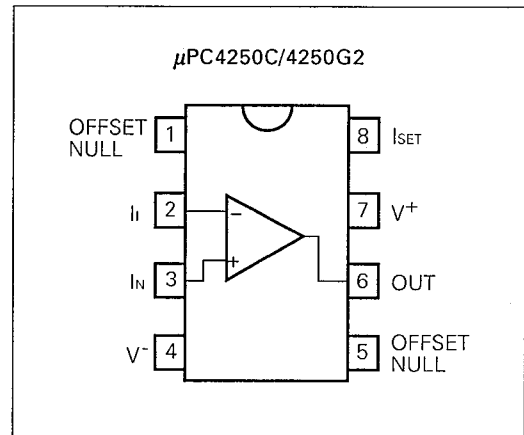 μPC4250C/4250G2
OFFSET
NULL
1
8
ISET
II
2
−
7
V+
IN
3
+
6
OUT
V-
4
5
OFFSET
NULL